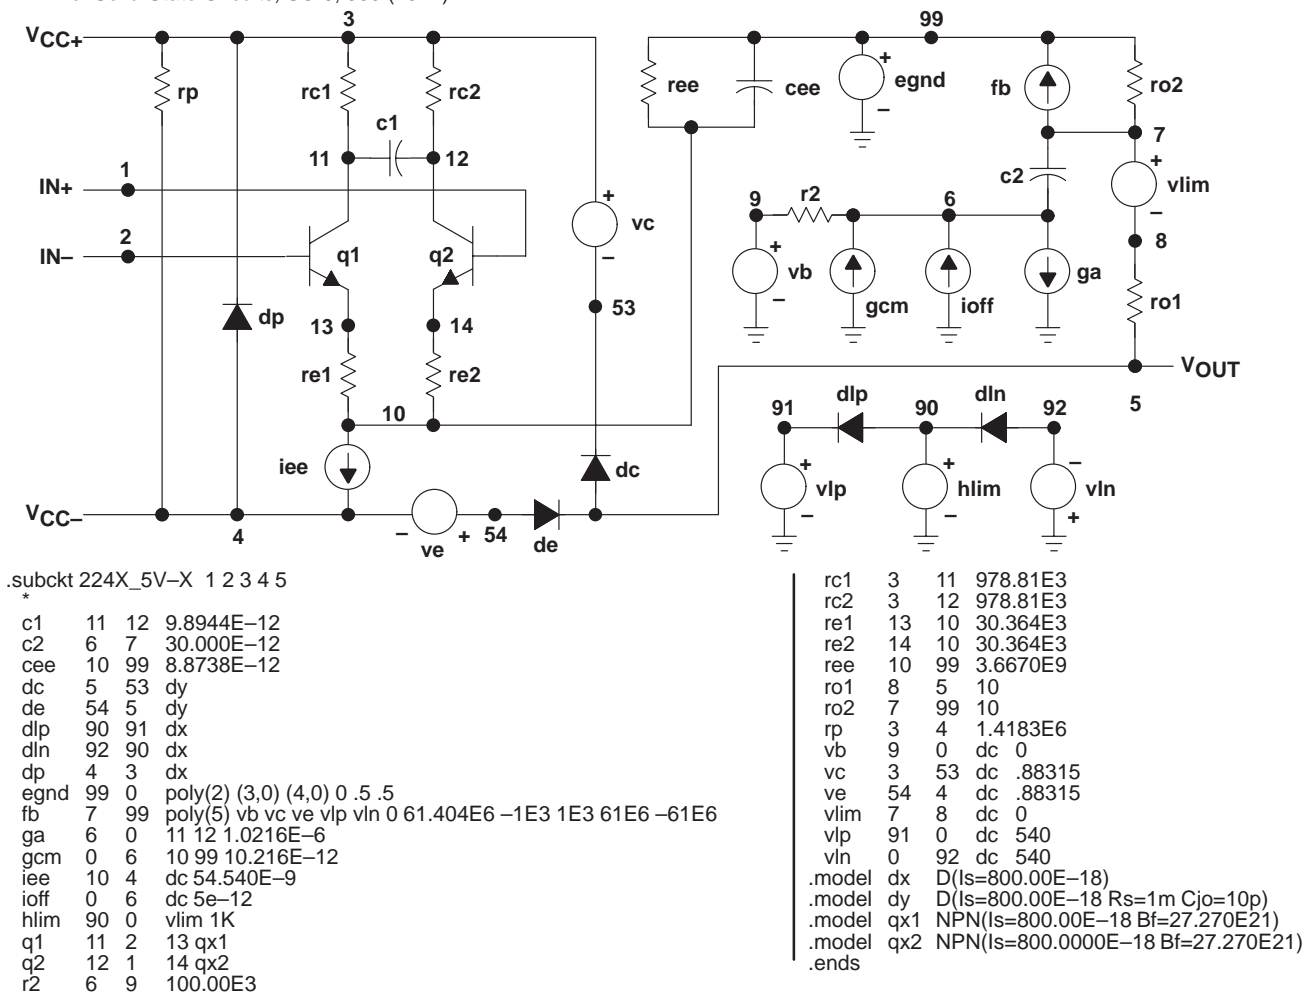 3
99
VCC+
rp
rc1
rc2
c1
11
12
1
IN+
2
IN–
q1
q2
+
vc
–
53
dp
13
14
re1
re2
10
iee
dc
VCC–
4
–
ve
+
54
de
ree
cee
+
egnd
–
fb
ro2
7
c2
+
vlim
–
8
9
r2
6
+
vb
–
gcm
ioff
ga
ro1
VOUT
5
91
dlp
90
dln
92
+
vlp
–
+
hlim
–
–
vln
+
.subckt 224X_5V–X 1 2 3 4 5
*
c1 11 12 9.8944E–12
c2 6 7 30.000E–12
cee 10 99 8.8738E–12
dc 5 53 dy
de 54 5 dy
dlp 90 91 dx
dln 92 90 dx
dp 4 3 dx
egnd 99 0 poly(2) (3,0) (4,0) 0 .5 .5
fb 7 99 poly(5) vb vc ve vlp vln 0 61.404E6 –1E3 1E3 61E6 –61E6
ga 6 0 11 12 1.0216E–6
gcm 0 6 10 99 10.216E–12
iee 10 4 dc 54.540E–9
ioff 0 6 dc 5e–12
hlim 90 0 vlim 1K
q1 11 2 13 qx1
q2 12 1 14 qx2
r2 6 9 100.00E3
rc1 3 11 978.81E3
rc2 3 12 978.81E3
re1 13 10 30.364E3
re2 14 10 30.364E3
ree 10 99 3.6670E9
ro1 8 5 10
ro2 7 99 10
rp 3 4 1.4183E6
vb 9 0 dc 0
vc 3 53 dc .88315
ve 54 4 dc .88315
vlim 7 8 dc 0
vlp 91 0 dc 540
vln 0 92 dc 540
.model dx D(Is=800.00E–18)
.model dy D(Is=800.00E–18 Rs=1m Cjo=10p)
.model qx1 NPN(Is=800.00E–18 Bf=27.270E21)
.model qx2 NPN(Is=800.0000E–18 Bf=27.270E21)
.ends